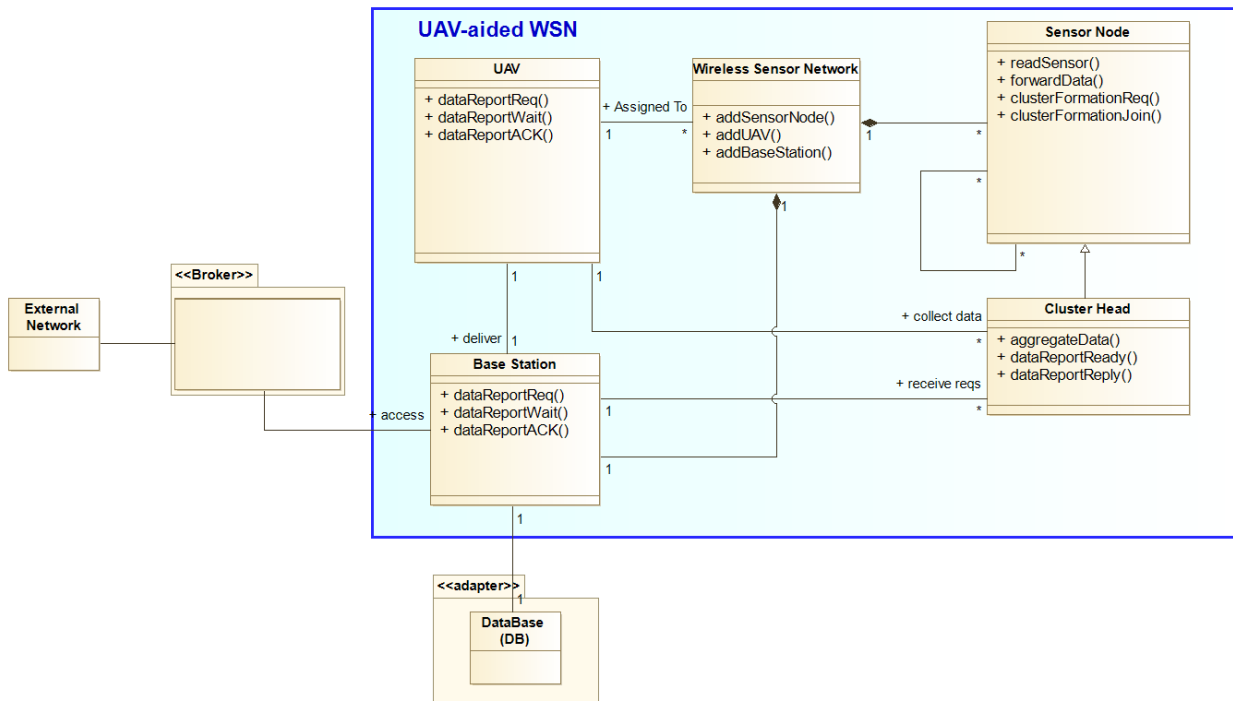 UAV-aided WSN
UAV
+ dataReportReq()
+ dataReportWait()
+ dataReportACK()
+ Assigned To
1
*
Wireless Sensor Network
+ addSensorNode()
+ addUAV()
+ addBaseStation()
1
*
1
Sensor Node
+ readSensor()
+ forwardData()
+ clusterFormationReq()
+ clusterFormationJoin()
*
*
<<Broker>>
External
Network
1
1
+ deliver
1
+ collect data
*
Cluster Head
+ aggregateData()
+ dataReportReady()
+ dataReportReply()
+ receive reqs
1
*
+ access
Base Station
+ dataReportReq()
+ dataReportWait()
+ dataReportACK()
1
1
<<adapter>>
1
DataBase
(DB)